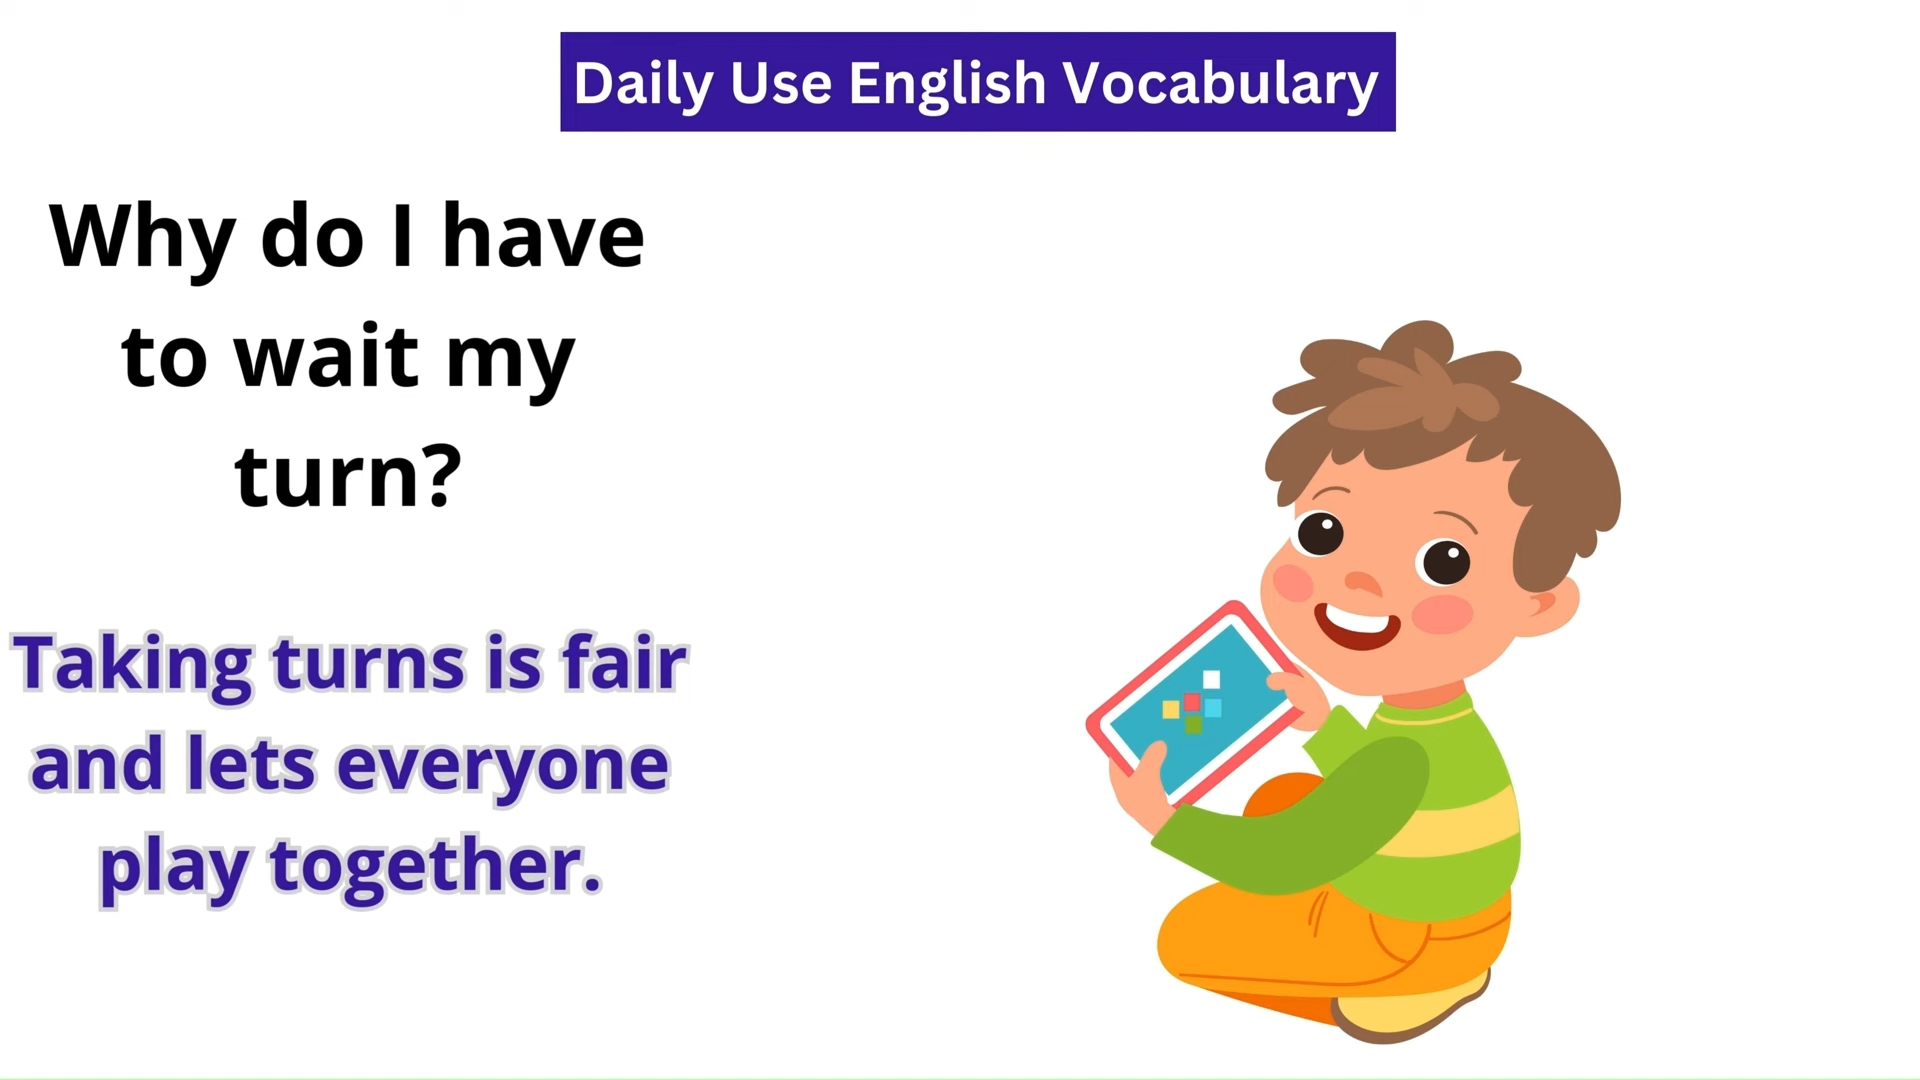 Daily Use English Vocabulary
Why do I have
to wait my
turn?
Taking turns is fair
and lets everyone
play together.